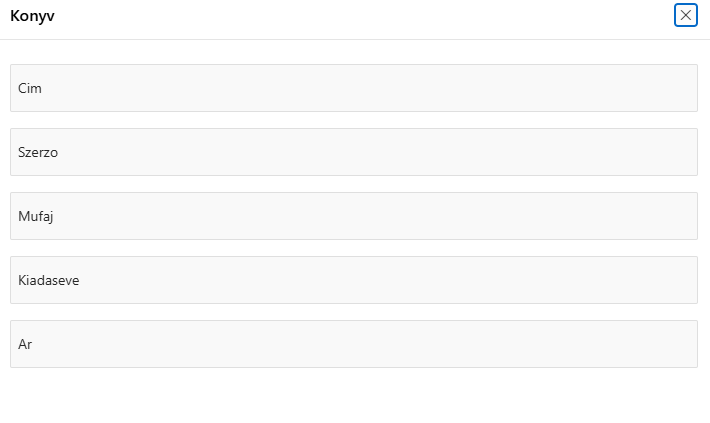 Konyv
Cim
Szerzo
Mufaj
Kiadaseve
Ar